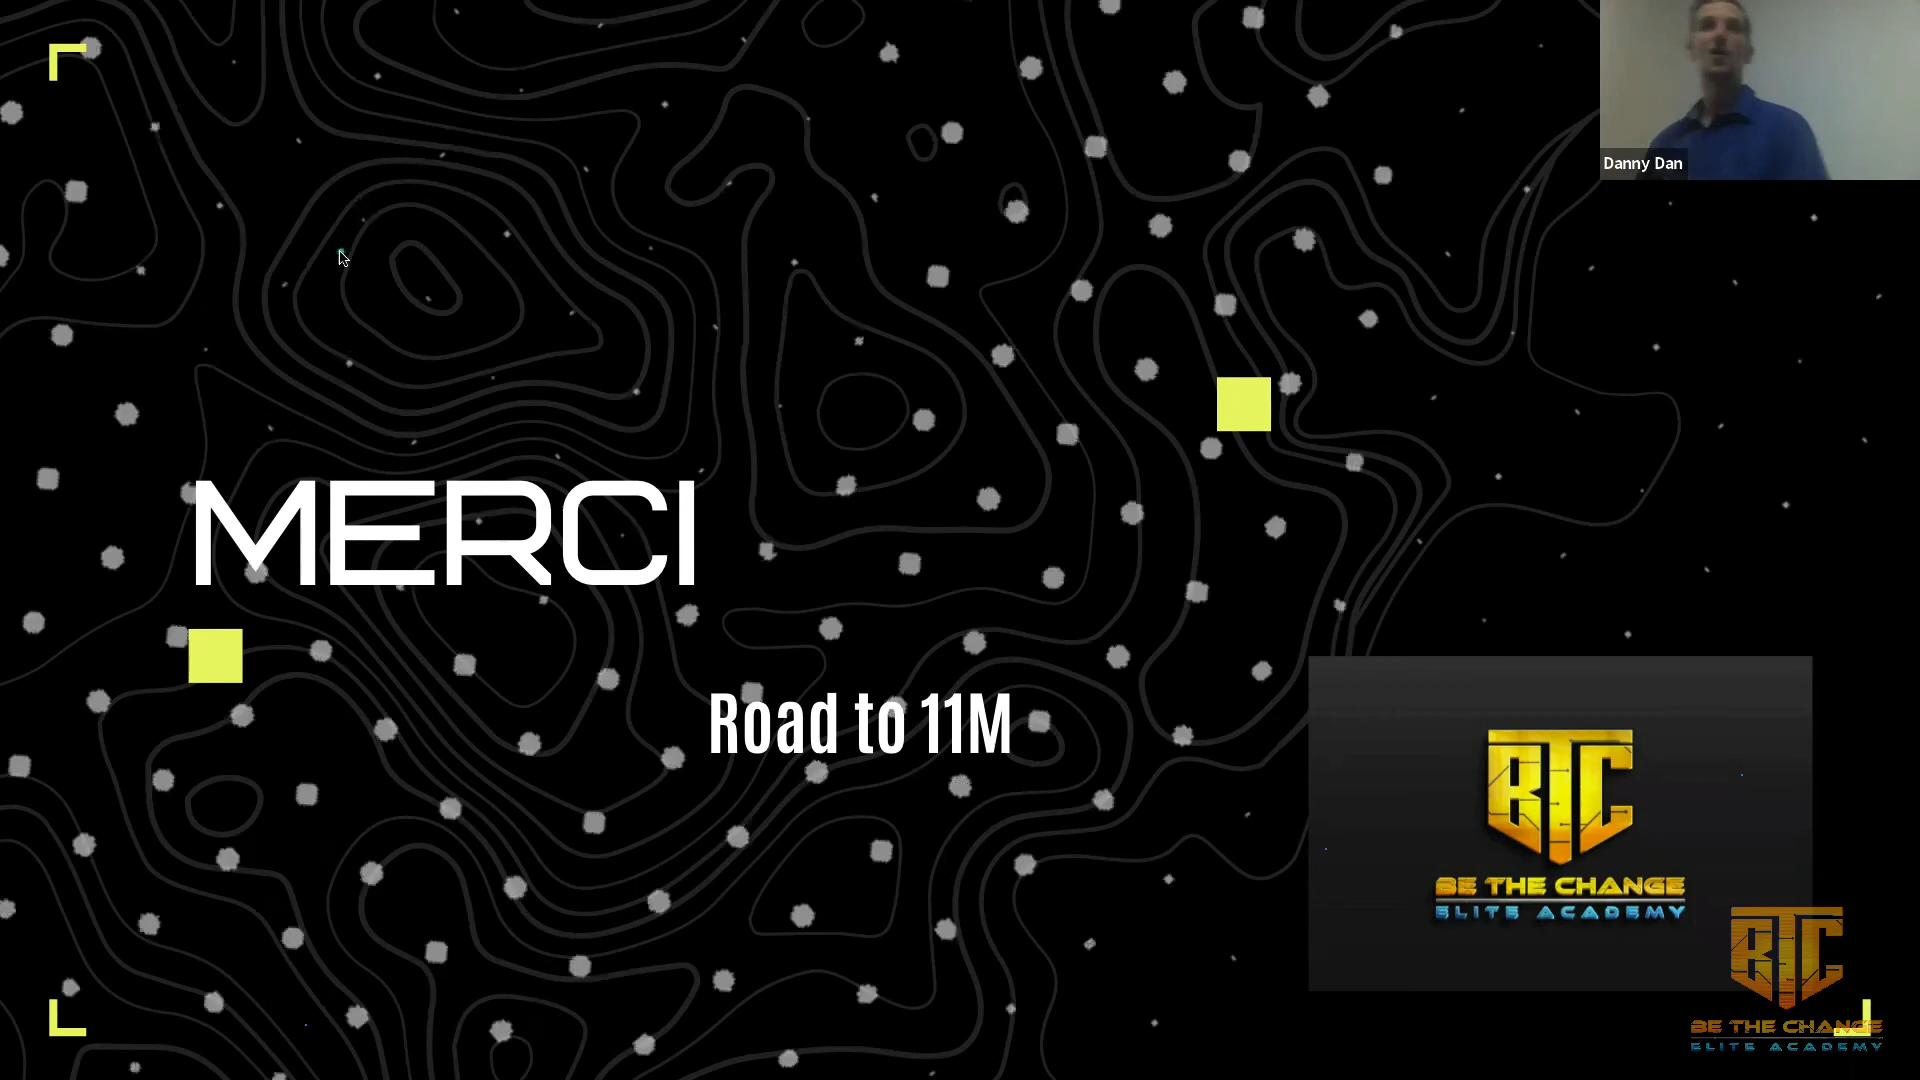 Danny Dan
MERCI
Road to 11M
BTC
BE THE CHANGE
ELITE ACADEMY
BTC
BE THE CHANGE
ELITE ACADEMY